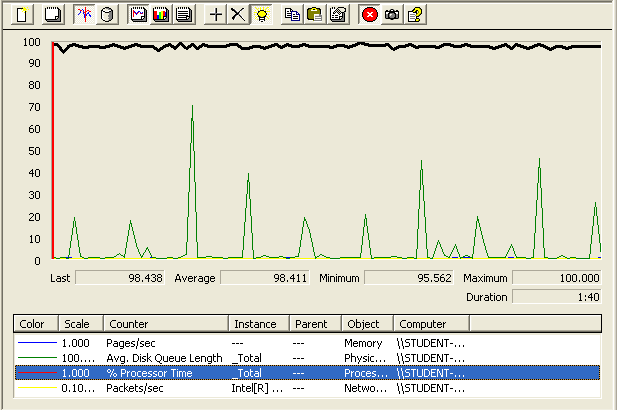 100
90
80
70
60
50
40
30
20
10
0
Last 98.438 Average 98.411 Minimum 95.562 Maximum 100.000
Duration 1:40
Color Scale Counter Instance Parent Object Computer
1.000 Pages/sec --- --- Memory \\STUDENT-...
100.... Avg. Disk Queue Length _Total --- Physic... \\STUDENT-...
1.000 % Processor Time _Total --- Proces... \\STUDENT-...
0.10... Packets/sec Intel[R] ... --- Netwo... \\STUDENT-...